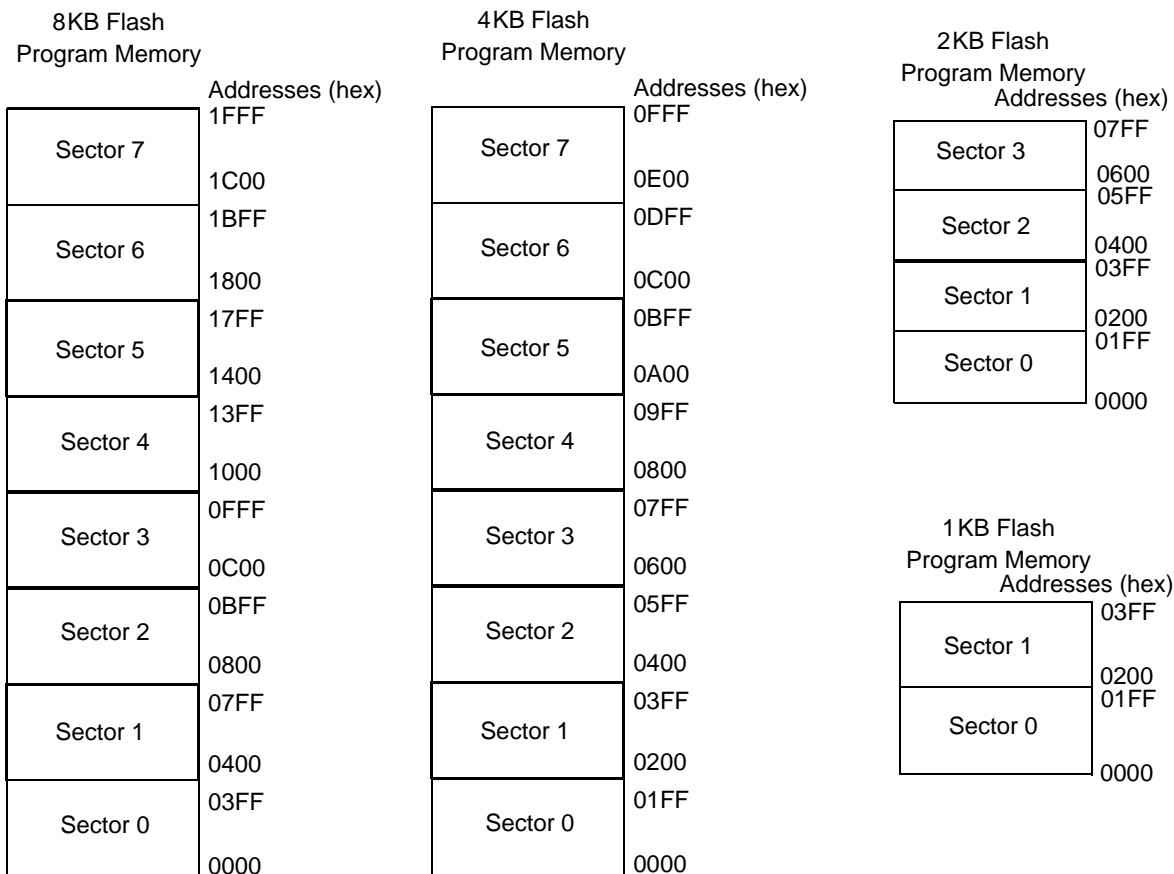 8KB Flash
Program Memory
Addresses (hex)
1FFF
Sector 7
1C00
1BFF
Sector 6
1800
17FF
Sector 5
1400
13FF
Sector 4
1000
0FFF
Sector 3
0C00
0BFF
Sector 2
0800
07FF
Sector 1
0400
03FF
Sector 0
0000
4KB Flash
Program Memory
Addresses (hex)
0FFF
Sector 7
0E00
0DFF
Sector 6
0C00
0BFF
Sector 5
0A00
09FF
Sector 4
0800
07FF
Sector 3
0600
05FF
Sector 2
0400
03FF
Sector 1
0200
01FF
Sector 0
0000
2KB Flash
Program Memory
Addresses (hex)
07FF
Sector 3
0600
05FF
Sector 2
0400
03FF
Sector 1
0200
01FF
Sector 0
0000
1KB Flash
Program Memory
Addresses (hex)
03FF
Sector 1
0200
01FF
Sector 0
0000